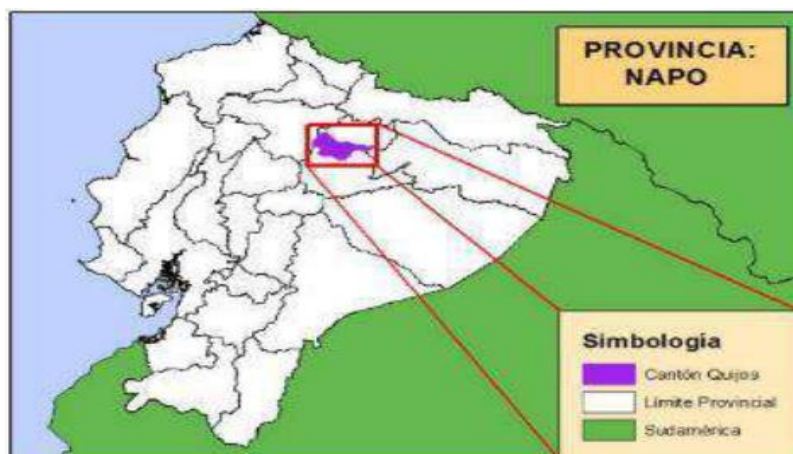 PROVINCIA:
NAPO
Simbología
Cantón Quijos
Límite Provincial
Sudamérica